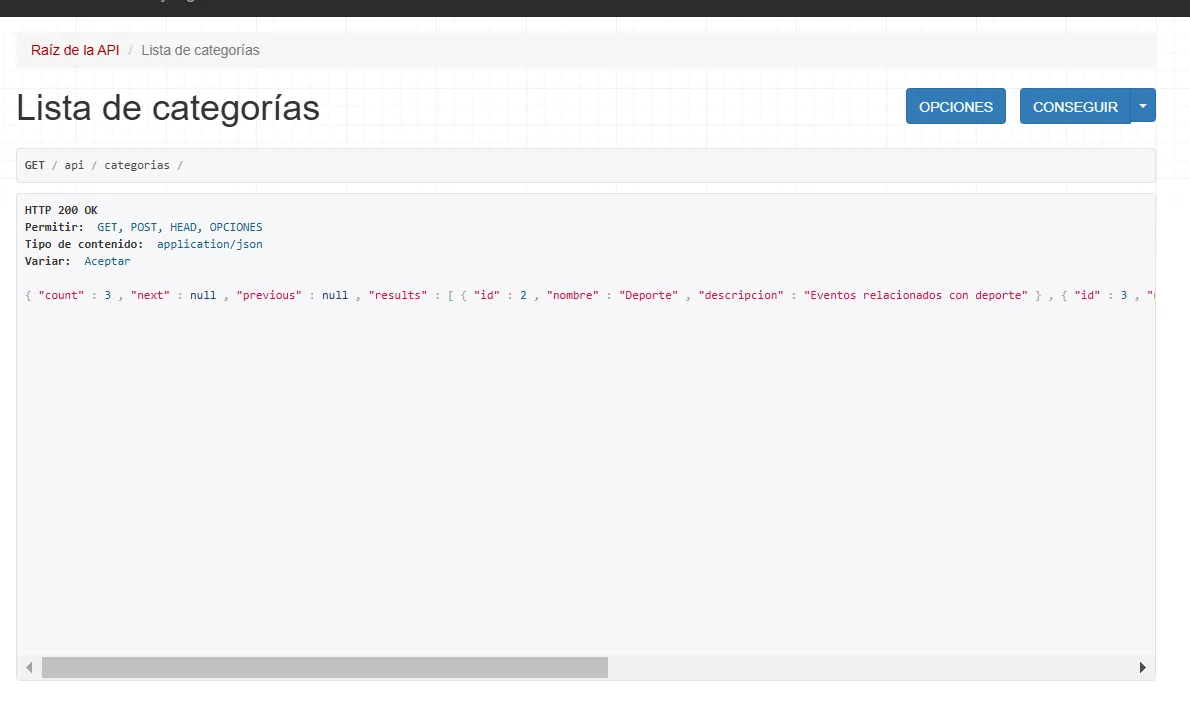 Raíz de la API / Lista de categorías
Lista de categorías
OPCIONES
CONSEGUIR
GET / api / categorias /
HTTP 200 OK
Permitir: GET, POST, HEAD, OPCIONES
Tipo de contenido: application/json
Variar: Aceptar
{ "count" : 3 , "next" : null , "previous" : null , "results" : [ { "id" : 2 , "nombre" : "Deporte" , "descripcion" : "Eventos relacionados con deporte" } , { "id" : 3 , "